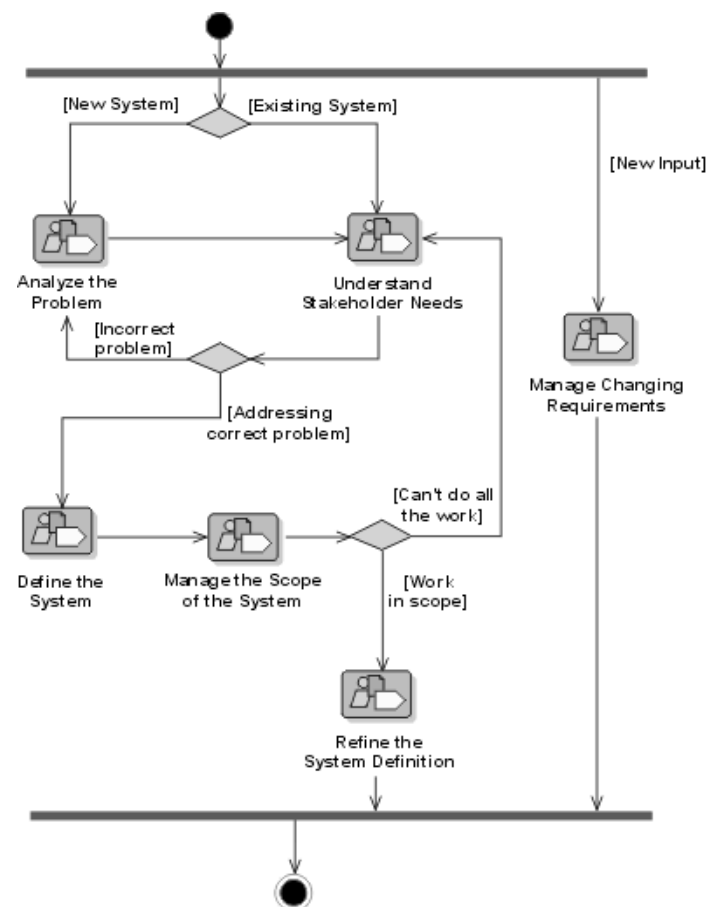 [New System]
[Existing System]
[New Input]
Analyze the
Problem
Understand
Stakeholder Needs
[Incorrect
problem]
Manage Changing
Requirements
[Addressing
correct problem]
[Can't do all
the work]
Define the
System
Manage the Scope
of the System
[Work
in scope]
Refine the
System Definition